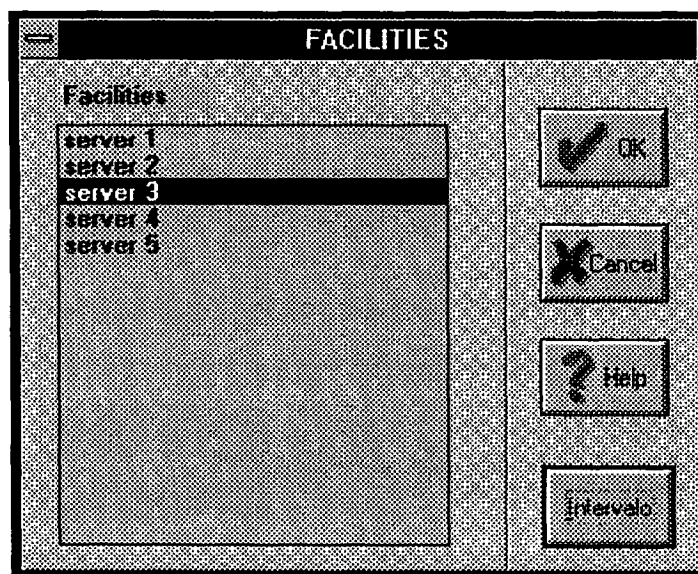 FACILITIES
Facilities
server 1
server 2
server 3
server 4
server 5
OK
Cancel
Help
Intervalo